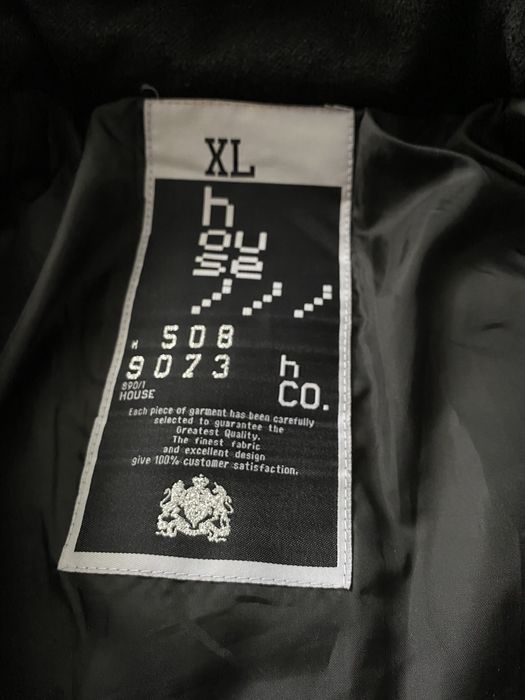 XL
h
ou
se
508
9073
h
890/1
HOUSE
CO.
Each piece of garment has been carefully
selected to guarantee the
Greatest Quality.
The finest fabric
and excellent design
give 100% customer satisfaction.